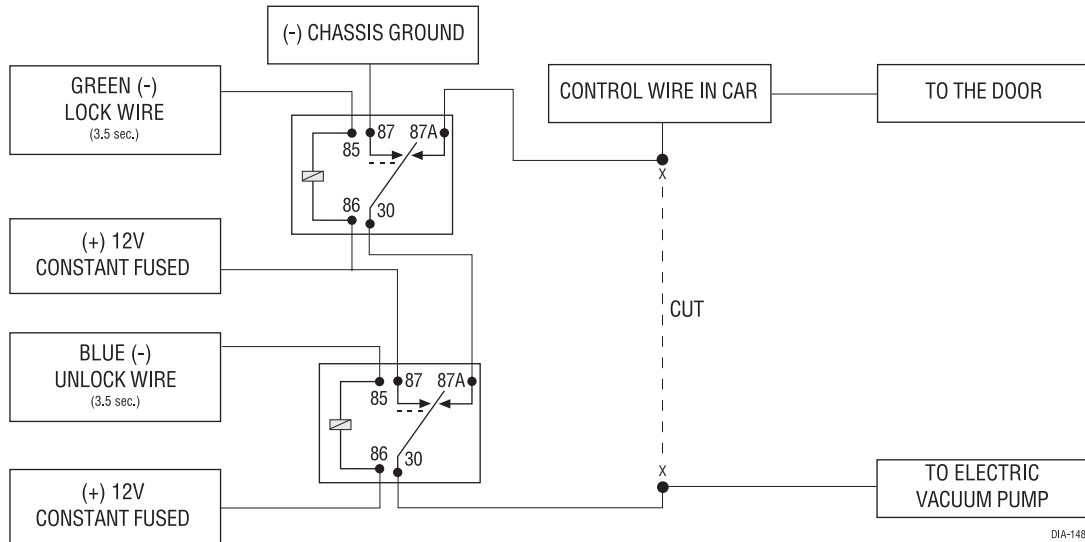 (-) CHASSIS GROUND
GREEN (-)
LOCK WIRE
(3.5 sec.)
CONTROL WIRE IN CAR
TO THE DOOR
87
87A
85
X
86
30
(+) 12V
CONSTANT FUSED
CUT
BLUE (-)
UNLOCK WIRE
(3.5 sec.)
87
87A
85
86
30
X
(+) 12V
CONSTANT FUSED
TO ELECTRIC
VACUUM PUMP
DIA-148